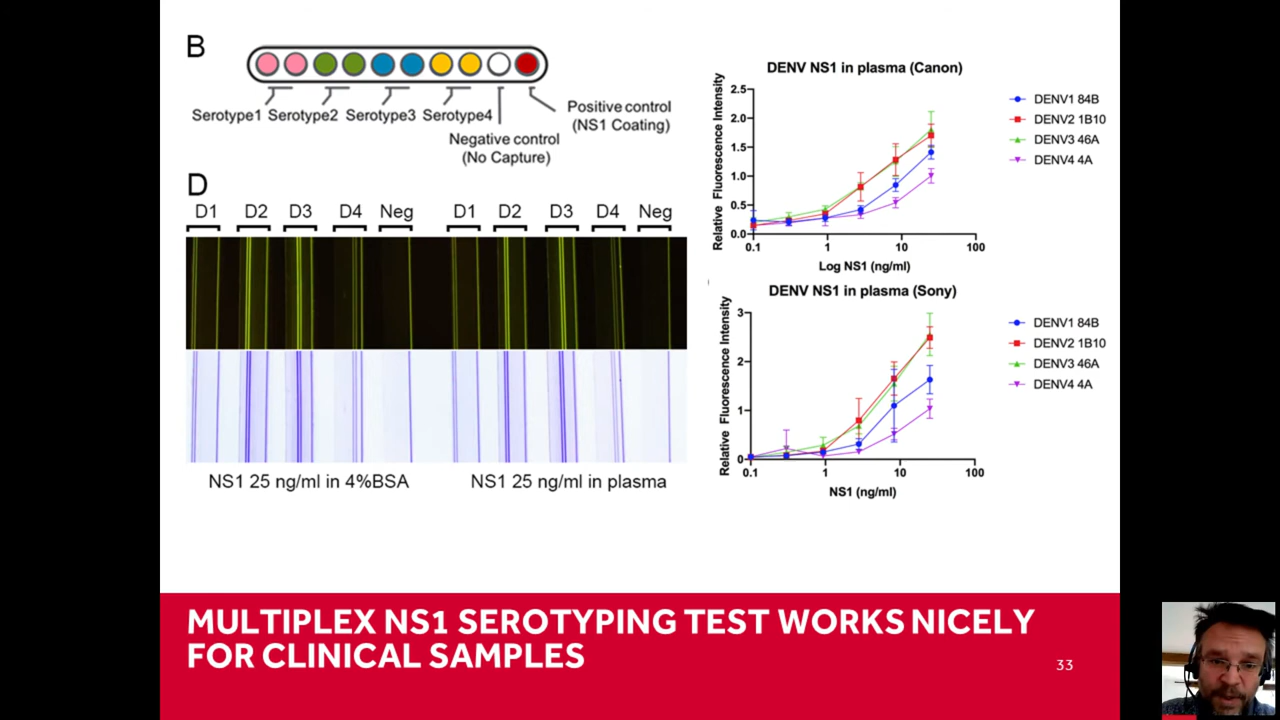 B
Serotype1 Serotype2 Serotype3 Serotype4
Positive control
(NS1 Coating)
Negative control
(No Capture)
D
D1 D2 D3 D4 Neg D1 D2 D3 D4 Neg
NS1 25 ng/ml in 4%BSA
NS1 25 ng/ml in plasma
DENV NS1 in plasma (Canon)
Relative Fluorescence Intensity
2.5
2.0
1.5
1.0
0.5
0.0
0.1 1 10 100
Log NS1 (ng/ml)
DENV1 84B
DENV2 1B10
DENV3 46A
DENV4 4A
DENV NS1 in plasma (Sony)
Relative Fluorescence Intensity
3
2
1
0
0.1 1 10 100
NS1 (ng/ml)
DENV1 84B
DENV2 1B10
DENV3 46A
DENV4 4A
MULTIPLEX NS1 SEROTYPING TEST WORKS NICELY
FOR CLINICAL SAMPLES
33